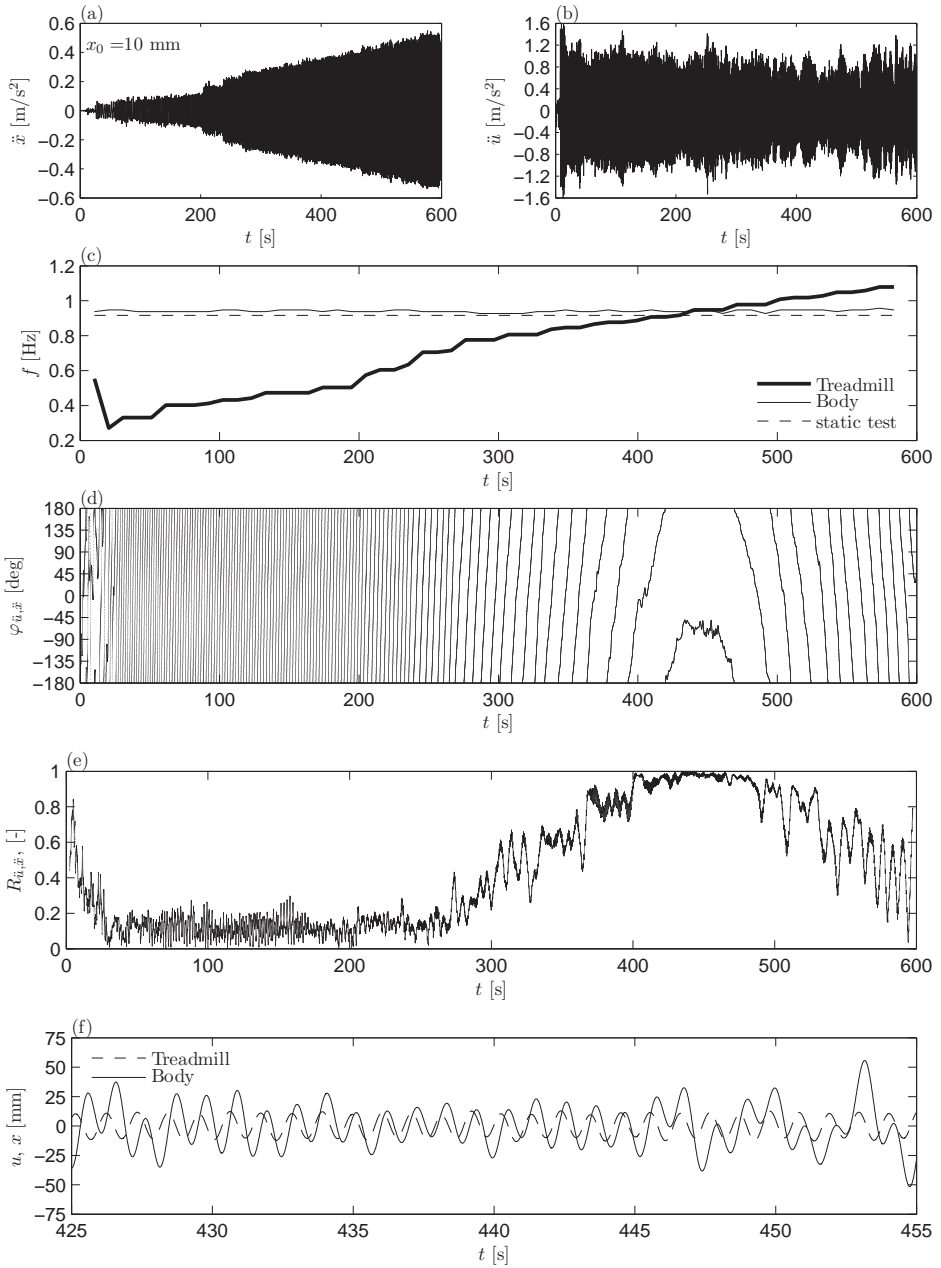 (a)
0.6
0.4
0.2
0
−0.2
−0.4
−0.6
ẍ [m/s²]
x₀ =10 mm
0 200 400 600
t [s]
(b)
1.6
1.2
0.8
0.4
0
−0.4
−0.8
−1.2
−1.6
ü [m/s²]
0 200 400 600
t [s]
(c)
1.2
1
0.8
0.6
0.4
0.2
f [Hz]
Treadmill
Body
static test
0 100 200 300 400 500 600
t [s]
(d)
180
135
90
45
0
−45
−90
−135
−180
φü,ẍ [deg]
0 100 200 300 400 500 600
t [s]
(e)
1
0.8
0.6
0.4
0.2
0
Rü,ẍ, [-]
0 100 200 300 400 500 600
t [s]
(f)
75
50
25
0
−25
−50
−75
u, x [mm]
Treadmill
Body
425 430 435 440 445 450 455
t [s]